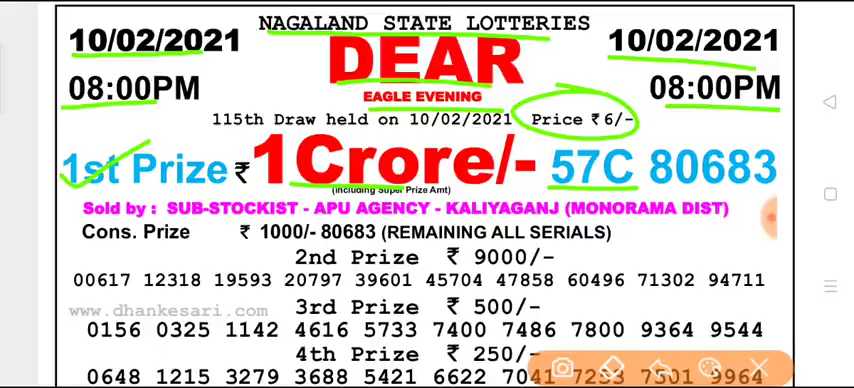 NAGALAND STATE LOTTERIES
10/02/2021 DEAR 10/02/2021
08:00PM EAGLE EVENING 08:00PM
115th Draw held on 10/02/2021 Price ₹ 6/-
1st Prize ₹ 1Crore/- 57C 80683
(Including Super Prize Amt)
Sold by : SUB-STOCKIST - APU AGENCY - KALIYAGANJ (MONORAMA DIST)
Cons. Prize ₹ 1000/- 80683 (REMAINING ALL SERIALS)
2nd Prize ₹ 9000/-
00617 12318 19593 20797 39601 45704 47858 60496 71302 94711
www.dhankesari.com
3rd Prize ₹ 500/-
0156 0325 1142 4616 5733 7400 7486 7800 9364 9544
4th Prize ₹ 250/-
0648 1215 3279 3688 5421 6622 9964